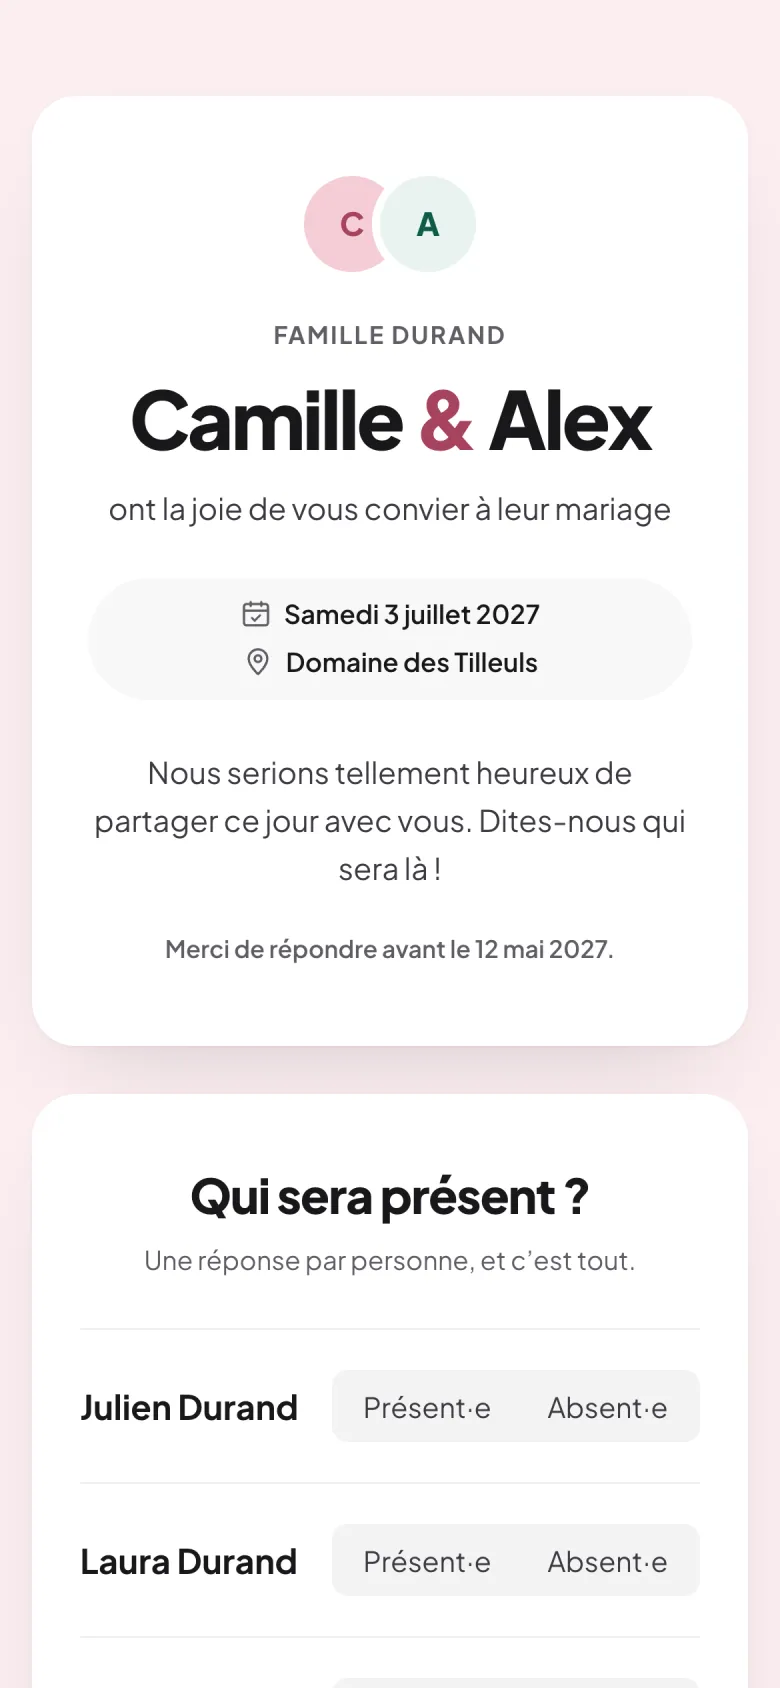 C A
FAMILLE DURAND
Camille & Alex
ont la joie de vous convier à leur mariage
Samedi 3 juillet 2027
Domaine des Tilleuls
Nous serions tellement heureux de
partager ce jour avec vous. Dites-nous qui
sera là !
Merci de répondre avant le 12 mai 2027.
Qui sera présent ?
Une réponse par personne, et c’est tout.
Julien Durand Présent·e Absent·e
Laura Durand Présent·e Absent·e